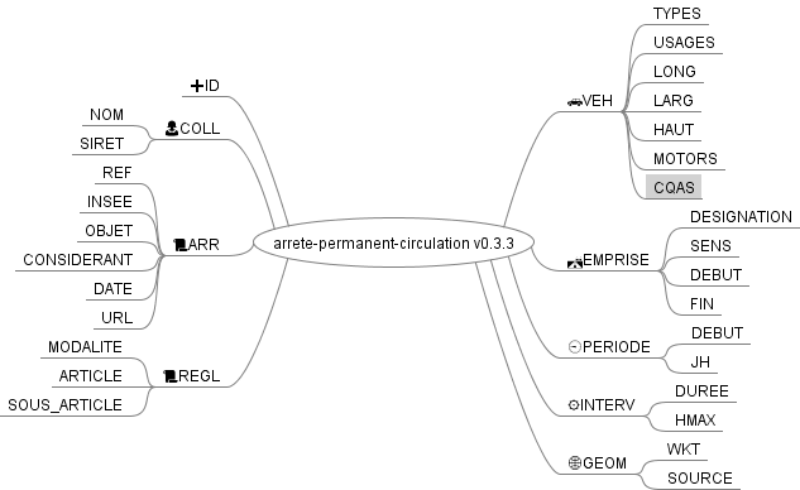 arrete-permanent-circulation v0.3.3
ID
COLL
NOM
SIRET
ARR
REF
INSEE
OBJET
CONSIDERANT
DATE
URL
REGL
MODALITE
ARTICLE
SOUS_ARTICLE
VEH
TYPES
USAGES
LONG
LARG
HAUT
MOTORS
CQAS
EMPRISE
DESIGNATION
SENS
DEBUT
FIN
PERIODE
DEBUT
JH
INTERV
DUREE
HMAX
GEOM
WKT
SOURCE